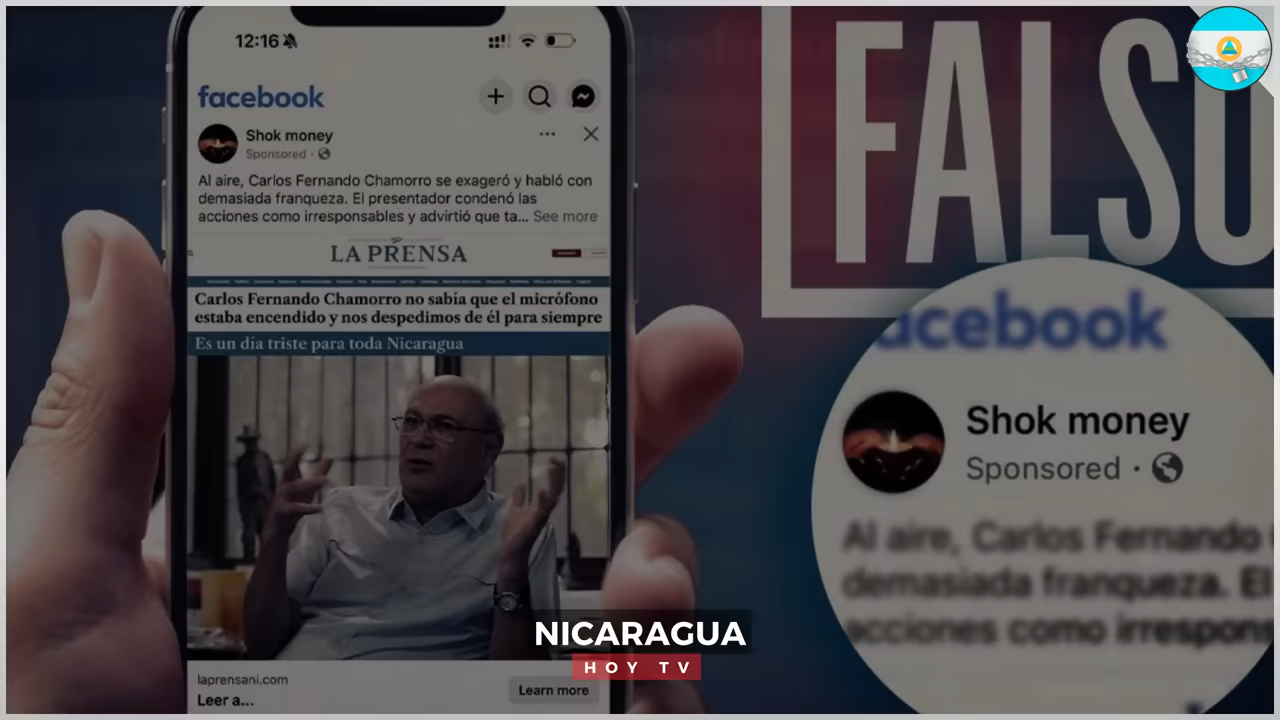 12:16
facebook
Shok money
Sponsored ·
Al aire, Carlos Fernando Chamorro se exageró y habló con
demasiada franqueza. El presentador condenó las
acciones como irresponsables y advirtió que ta... See more
LA PRENSA
Carlos Fernando Chamorro no sabía que el micrófono
estaba encendido y nos despedimos de él para siempre
Es un día triste para toda Nicaragua
laprensani.com
Leer a...
Learn more
FALSO
acebook
Shok money
Sponsored ·
Al aire, Carlos Fernando
demasiada franqueza. El
acciones como irrespons
NICARAGUA
HOY TV